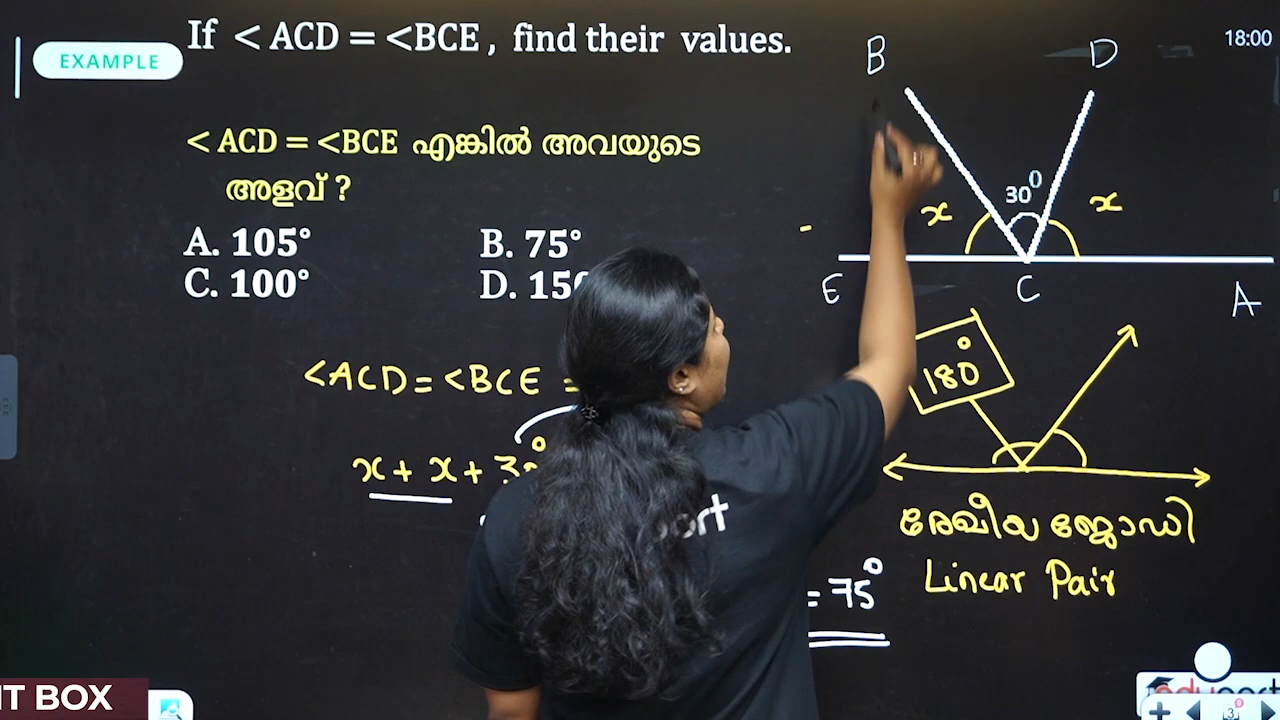 If < ACD = <BCE , find their values.
18:00
EXAMPLE
B
D
< ACD = <BCE എങ്കിൽ അവയുടെ
അളവ് ?
30⁰
x
x
A. 105°
B. 75°
C. 100°
E
C
A
180°
<ACD = <BCE =
x + x +
രേഖീയ ജോഡി
Linear Pair
= 75°
BOX